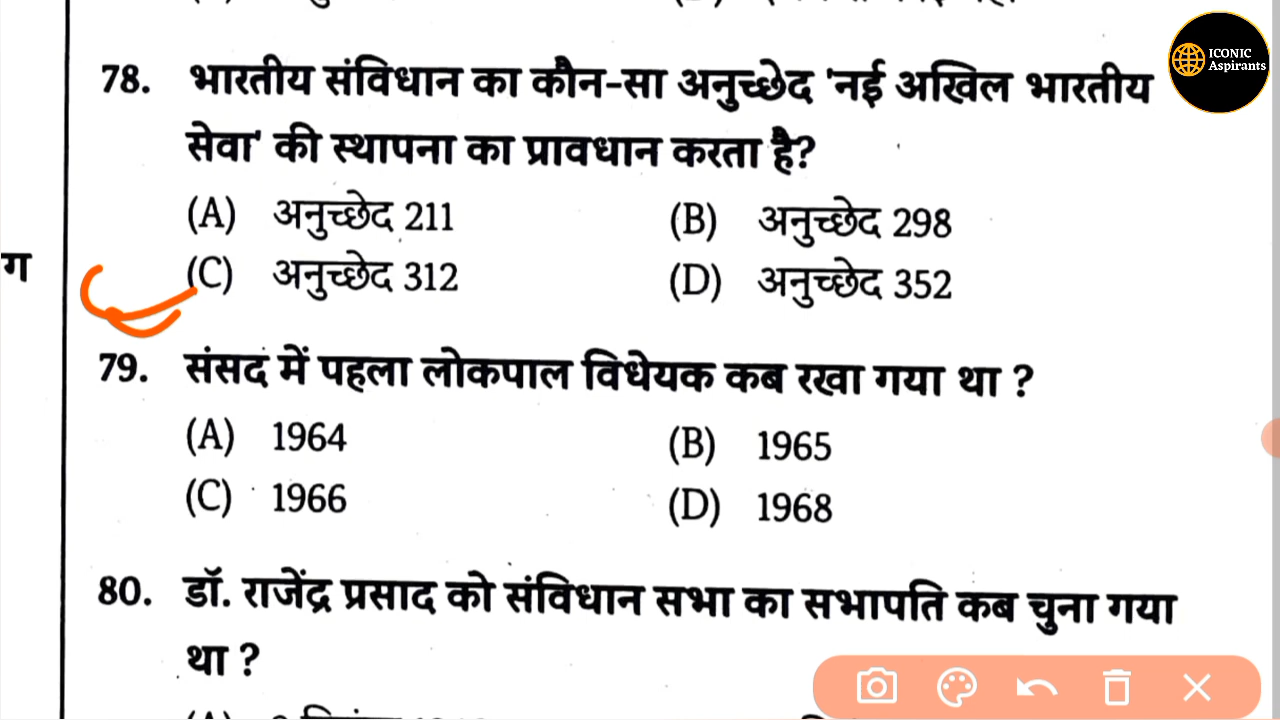 ICONIC
Aspirants
78. भारतीय संविधान का कौन-सा अनुच्छेद 'नई अखिल भारतीय
सेवा' की स्थापना का प्रावधान करता है?
(A) अनुच्छेद 211 (B) अनुच्छेद 298
(C) अनुच्छेद 312 (D) अनुच्छेद 352
ग
79. संसद में पहला लोकपाल विधेयक कब रखा गया था ?
(A) 1964 (B) 1965
(C) 1966 (D) 1968
80. डॉ. राजेंद्र प्रसाद को संविधान सभा का सभापति कब चुना गया
था ?